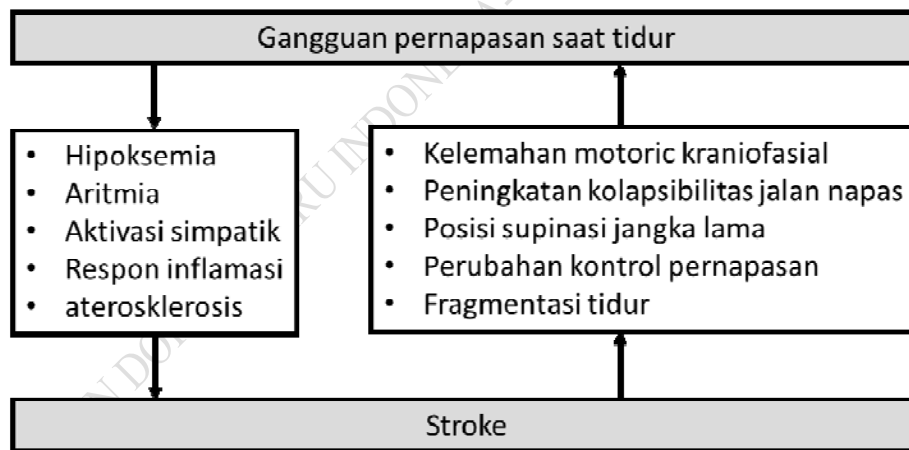 Gangguan pernapasan saat tidur
• Hipoksemia
• Aritmia
• Aktivasi simpatik
• Respon inflamasi
• aterosklerosis
• Kelemahan motoric kraniofasial
• Peningkatan kolapsibilitas jalan napas
• Posisi supinasi jangka lama
• Perubahan kontrol pernapasan
• Fragmentasi tidur
Stroke